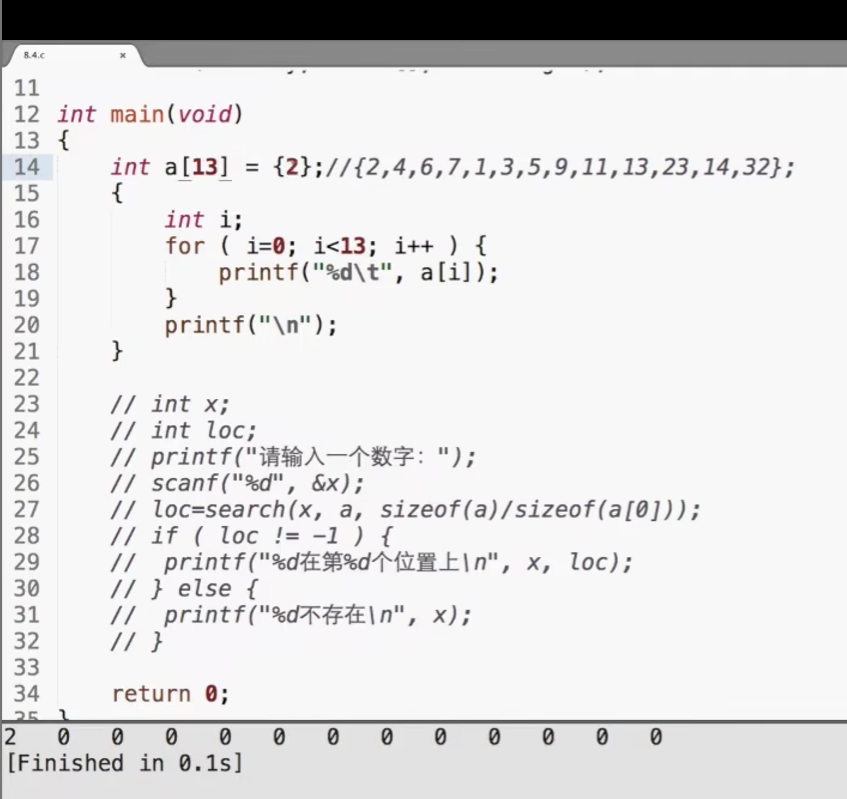 8.4.c ×
11
12 int main(void)
13 {
14 int a[13] = {2};//{2,4,6,7,1,3,5,9,11,13,23,14,32};
15 {
16 int i;
17 for ( i=0; i<13; i++ ) {
18 printf("%d\t", a[i]);
19 }
20 printf("\n");
21 }
22
23 // int x;
24 // int loc;
25 // printf("请输入一个数字：");
26 // scanf("%d", &x);
27 // loc=search(x, a, sizeof(a)/sizeof(a[0]));
28 // if ( loc != -1 ) {
29 // printf("%d在第%d个位置上\n", x, loc);
30 // } else {
31 // printf("%d不存在\n", x);
32 // }
33
34 return 0;
35 }
2 0 0 0 0 0 0 0 0 0 0 0 0
[Finished in 0.1s]